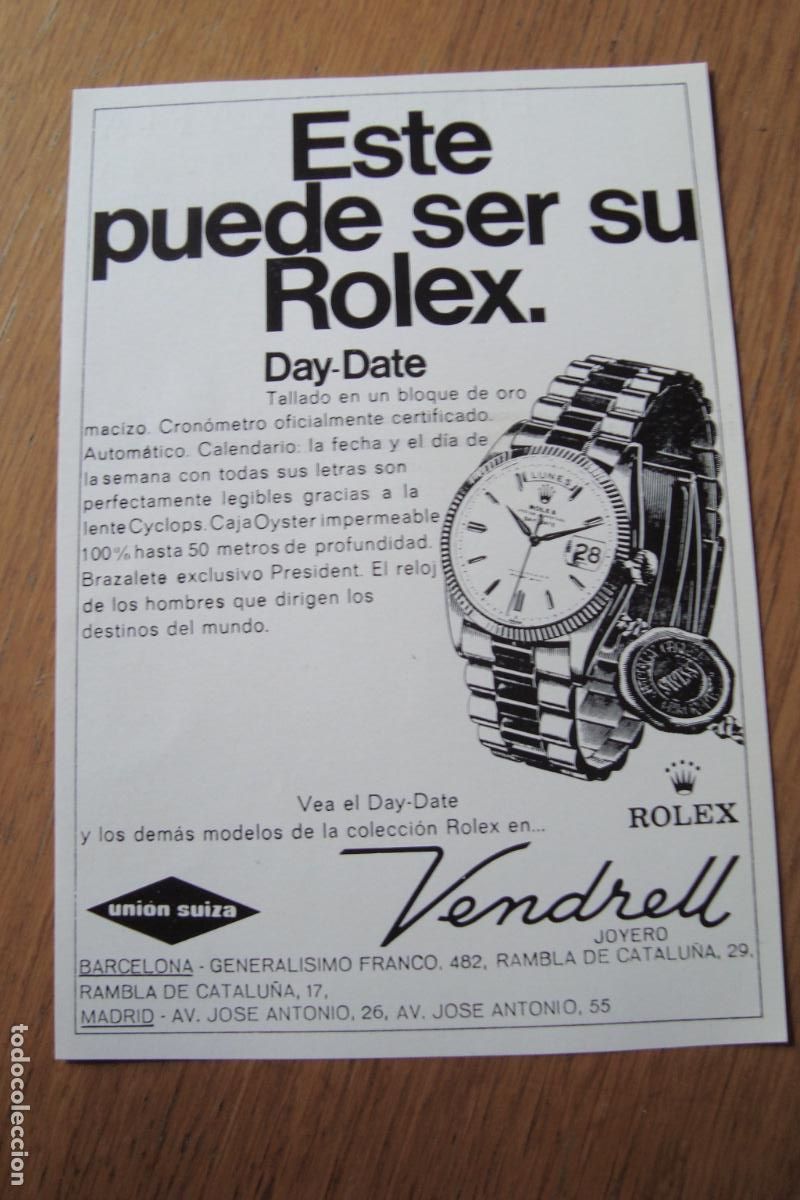 Este
puede ser su
Rolex.
Day-Date
Tallado en un bloque de oro
macizo. Cronómetro oficialmente certificado.
Automático. Calendario: la fecha y el día de
la semana con todas sus letras son
perfectamente legibles gracias a la
lente Cyclops. Caja Oyster impermeable
100% hasta 50 metros de profundidad.
Brazalete exclusivo President. El reloj
de los hombres que dirigen los
destinos del mundo.
LUNES
ROLEX
DAY-DATE
28
Vea el Day-Date
y los demás modelos de la colección Rolex en...
ROLEX
unión suiza
Vendrell
JOYERO
BARCELONA - GENERALISIMO FRANCO, 482, RAMBLA DE CATALUÑA, 29,
RAMBLA DE CATALUÑA, 17,
MADRID - AV. JOSE ANTONIO, 26, AV. JOSE ANTONIO, 55
todocoleccion